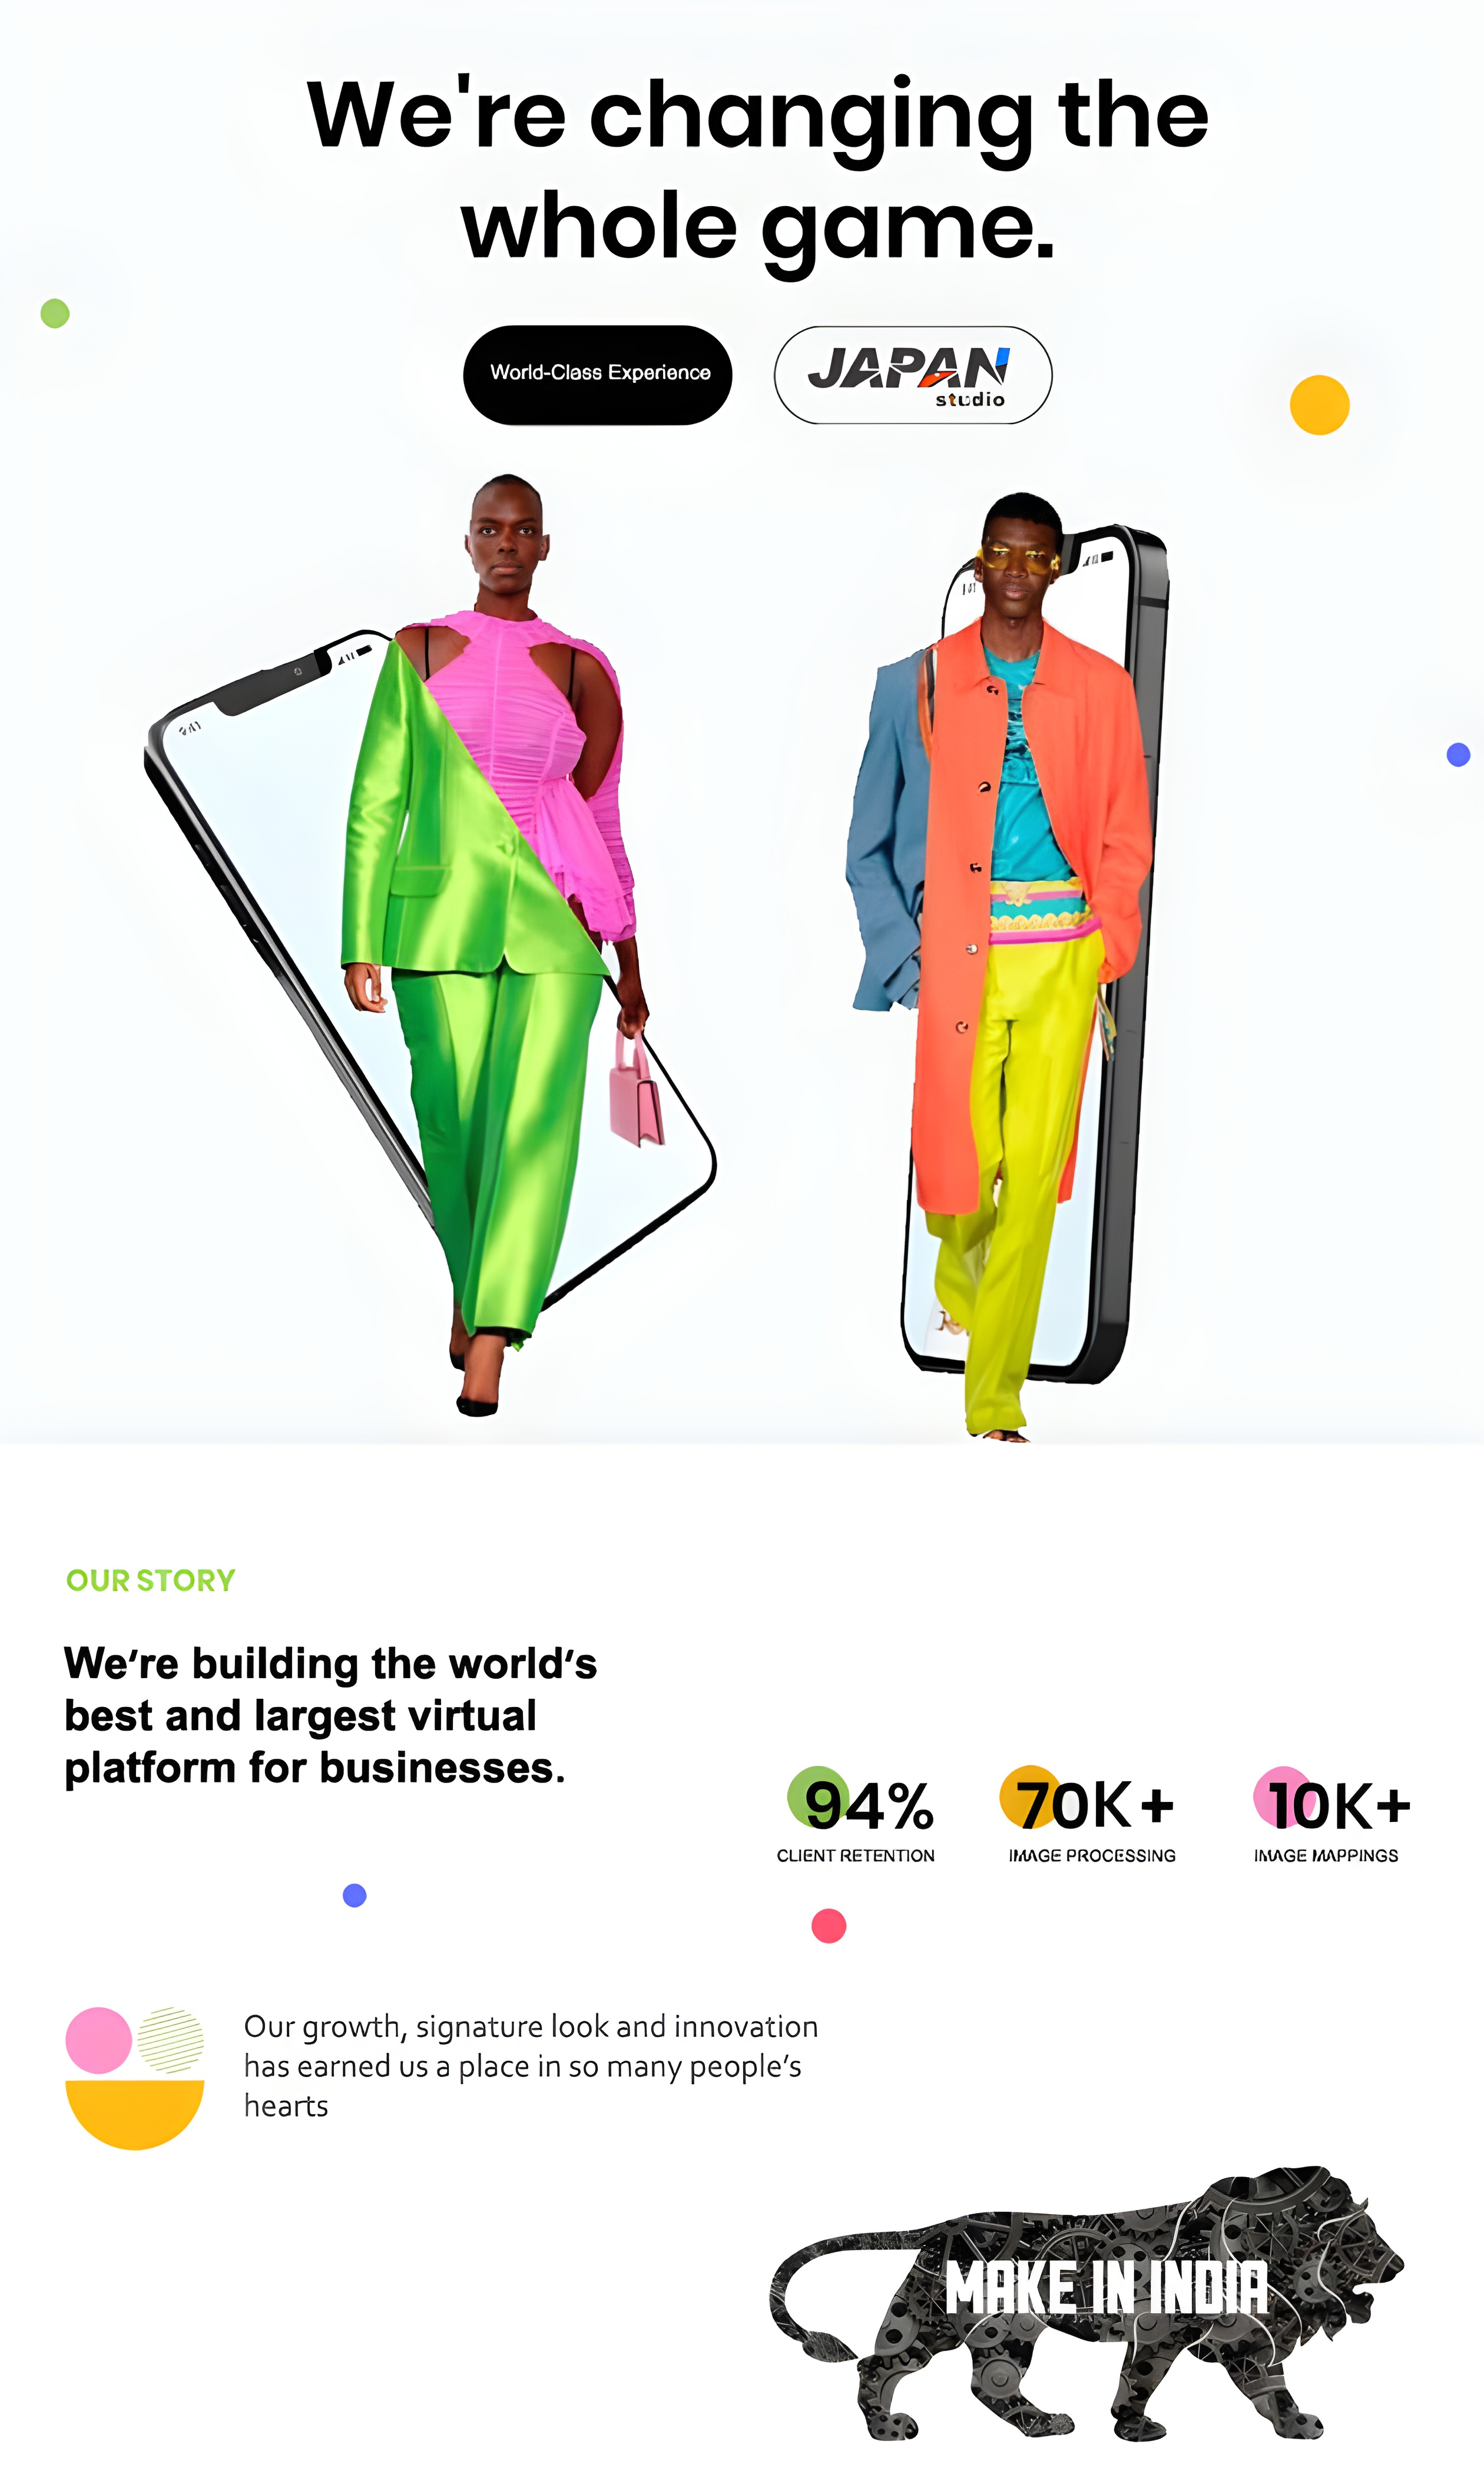 We're changing the
whole game.
World-Class Experience
JAPAN
studio
OUR STORY
We’re building the world’s
best and largest virtual
platform for businesses.
94%
70K+
10K+
CLIENT RETENTION
IMAGE PROCESSING
IMAGE MAPPINGS
Our growth, signature look and innovation
has earned us a place in so many people’s
hearts
MAKE IN INDIA